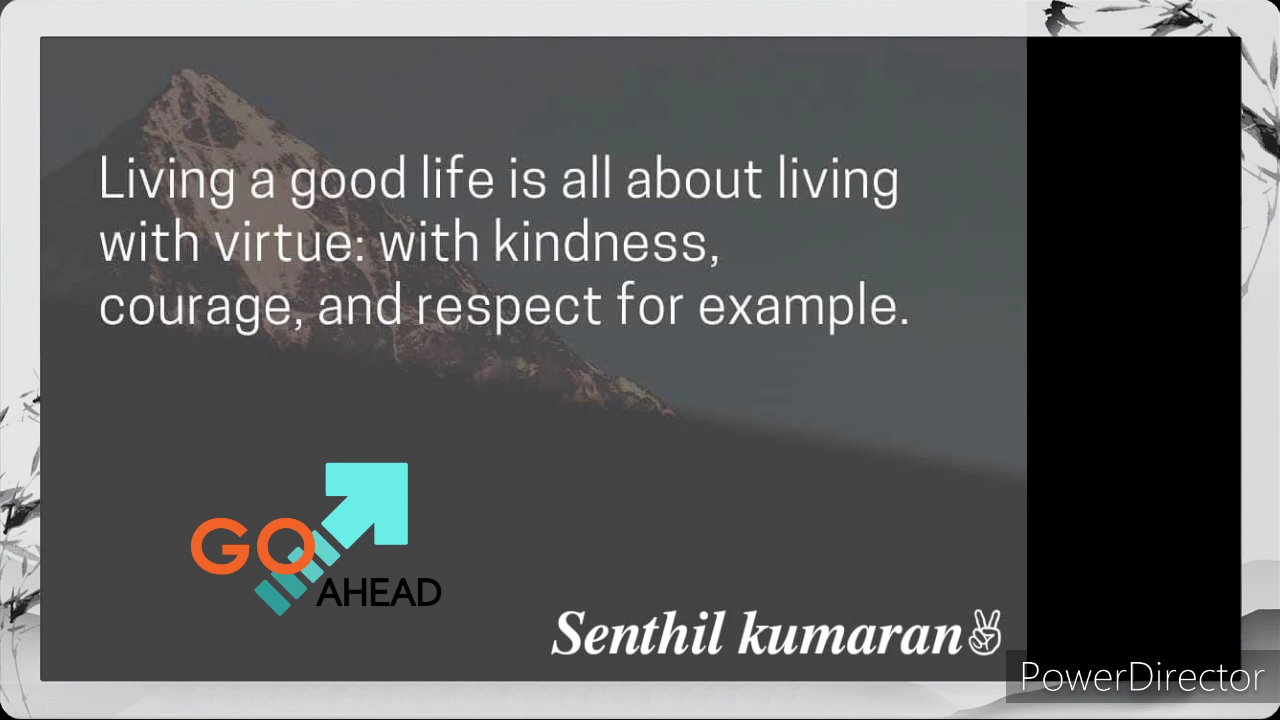 Living a good life is all about living
with virtue: with kindness,
courage, and respect for example.
GO
AHEAD
Senthil kumaran✌
PowerDirector